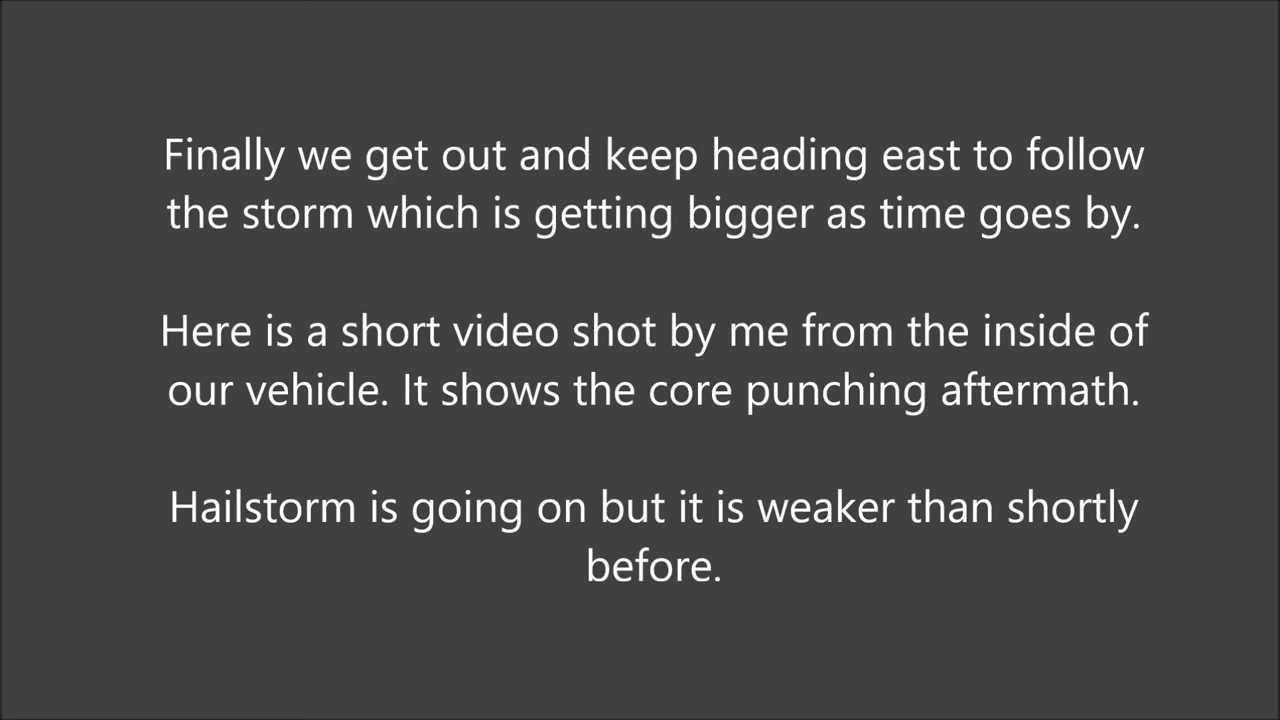 Finally we get out and keep heading east to follow
the storm which is getting bigger as time goes by.
Here is a short video shot by me from the inside of
our vehicle. It shows the core punching aftermath.
Hailstorm is going on but it is weaker than shortly
before.